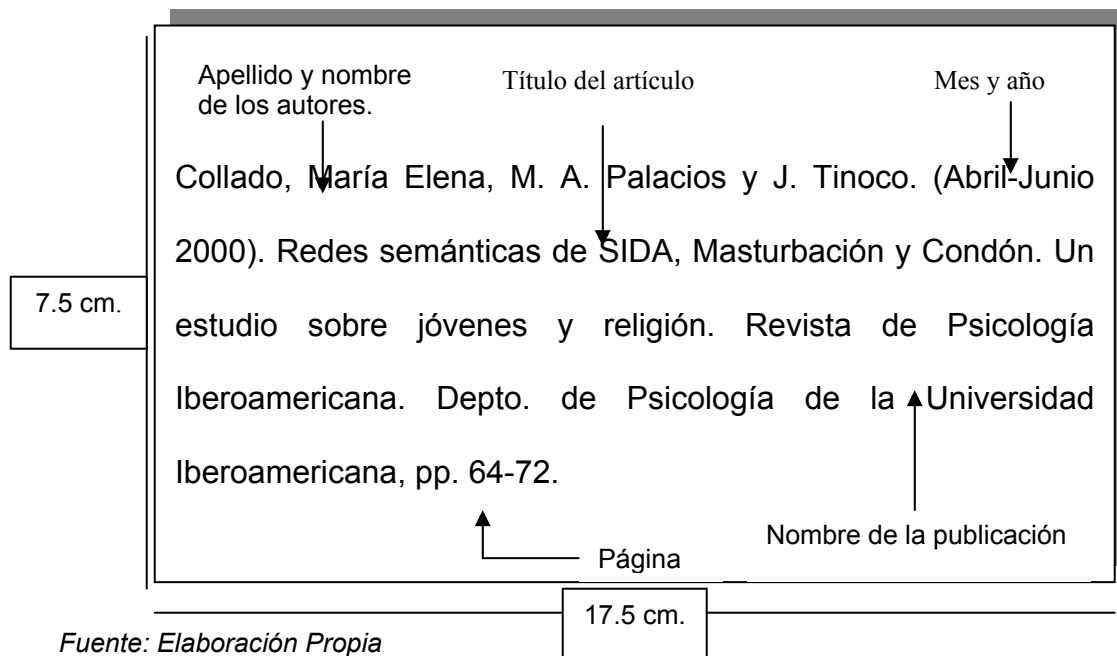 Apellido y nombre
de los autores.
Título del artículo
Mes y año
Collado, María Elena, M. A. Palacios y J. Tinoco. (Abril-Junio
2000). Redes semánticas de SIDA, Masturbación y Condón. Un
estudio sobre jóvenes y religión. Revista de Psicología
Iberoamericana. Depto. de Psicología de la Universidad
Iberoamericana, pp. 64-72.
7.5 cm.
Nombre de la publicación
Página
17.5 cm.
Fuente: Elaboración Propia